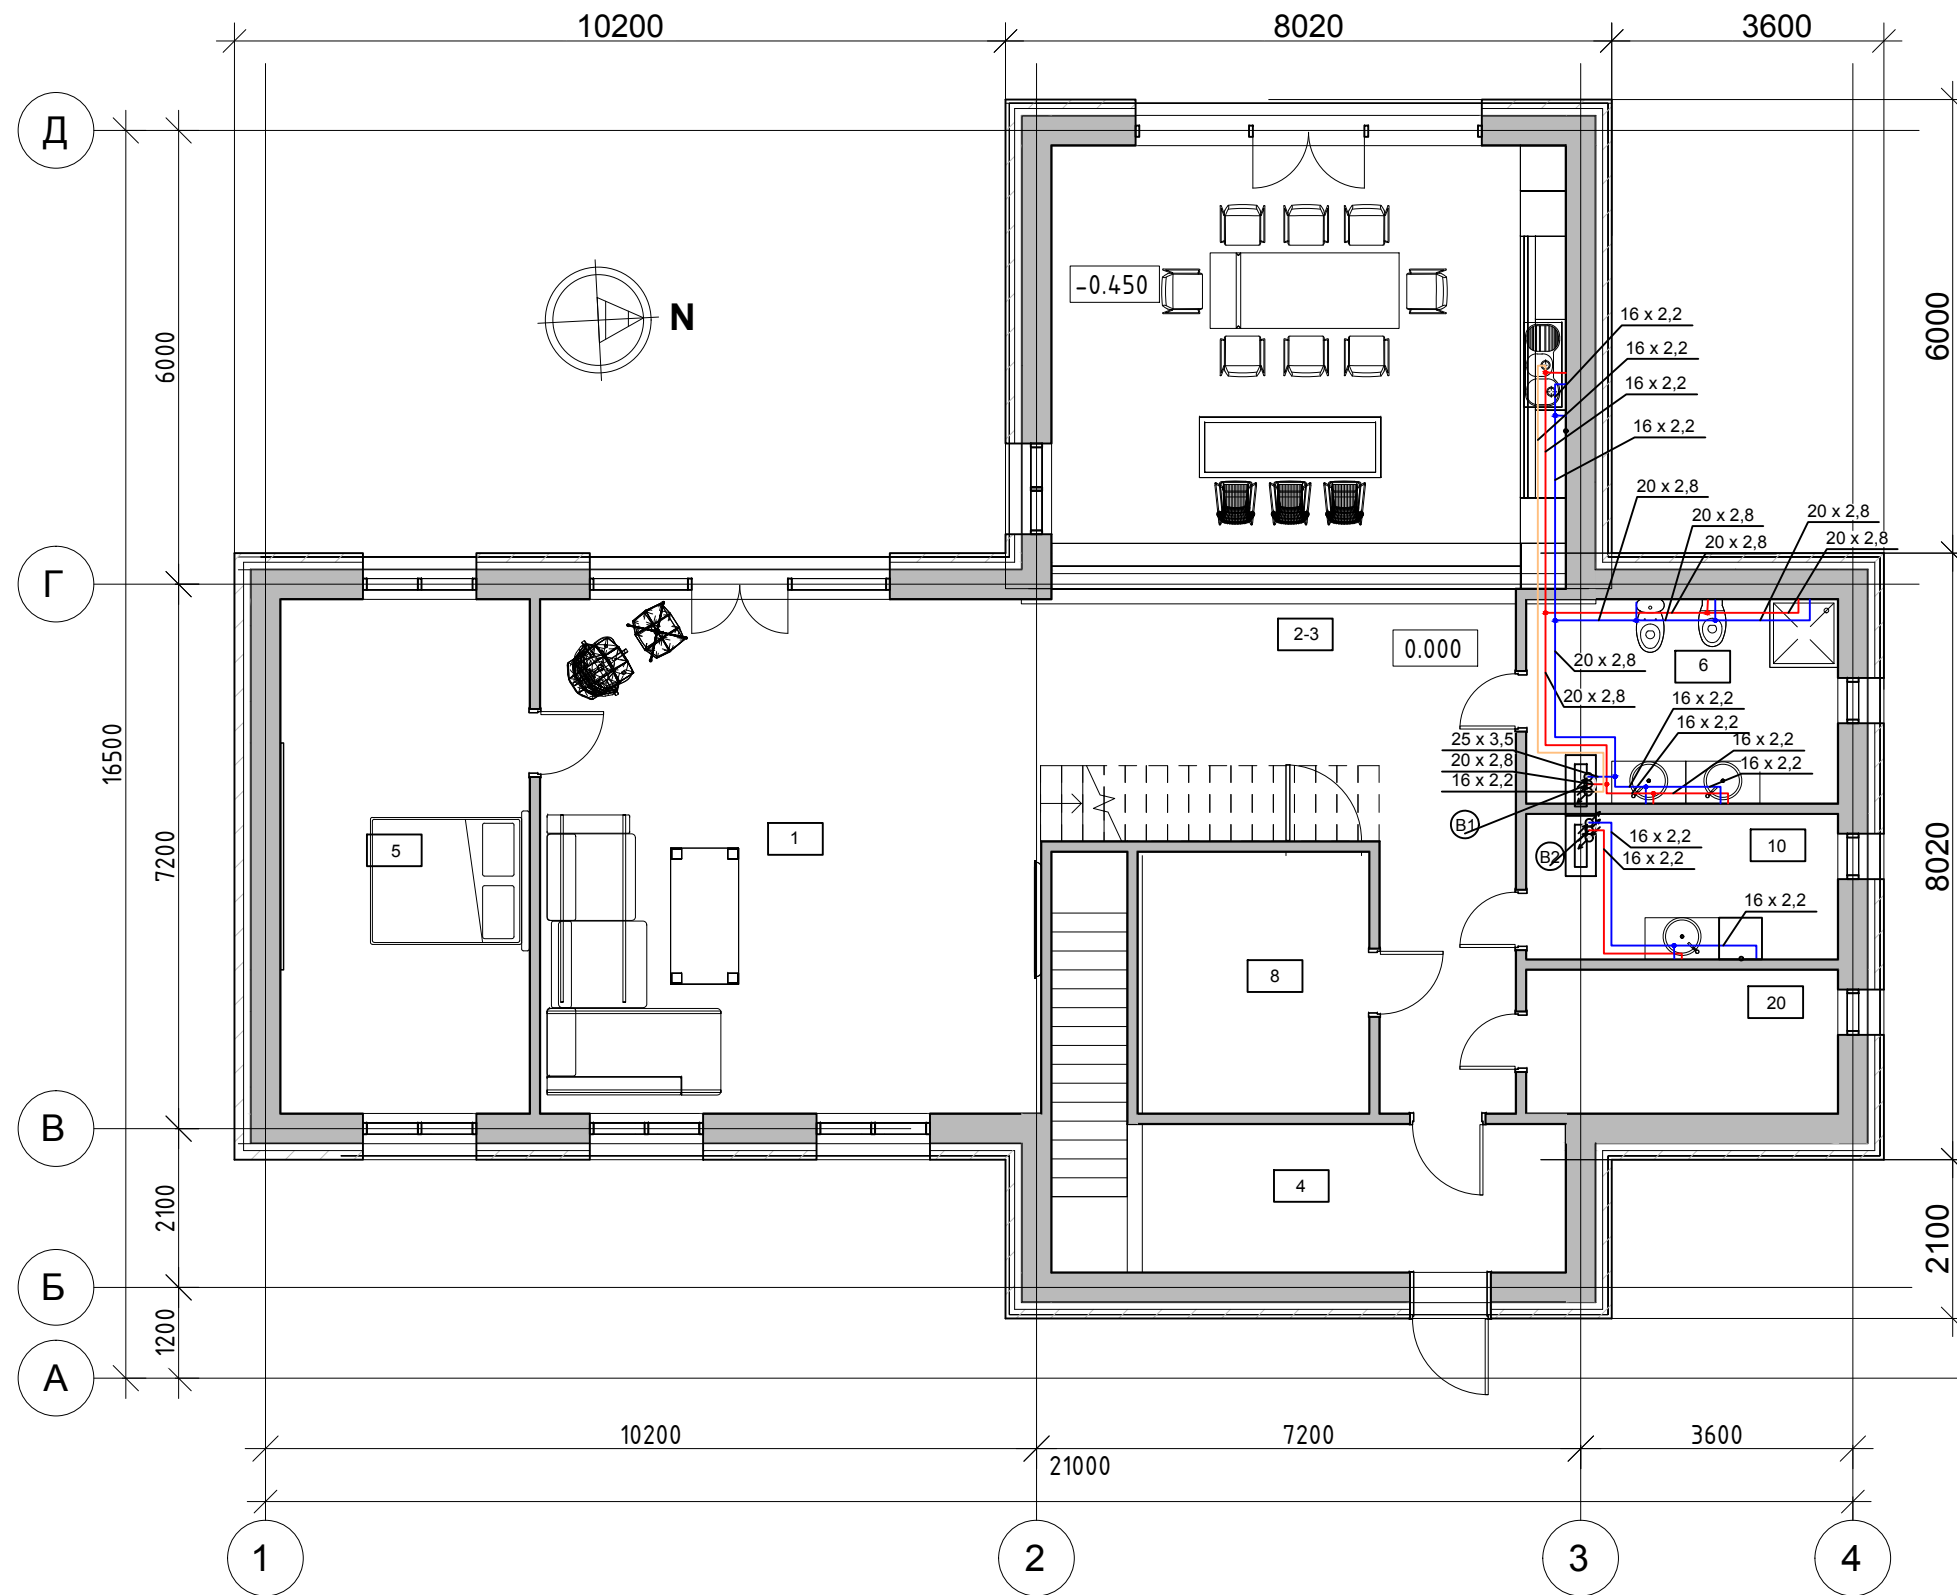 10200
8020
3600
Д
-0.450
N
16 x 2,2
6000
6000
16 x 2,2
16 x 2,2
16 x 2,2
20 x 2,8
20 x 2,8
20 x 2,8
20 x 2,8
20 x 2,8
Г
2-3
0.000
6
20 x 2,8
20 x 2,8
16 x 2,2
16 x 2,2
25 x 3,5
16 x 2,2
16500
20 x 2,8
16 x 2,2
16 x 2,2
B1
1
5
7200
16 x 2,2
10
B2
16 x 2,2
8020
16 x 2,2
8
20
В
4
2100
2100
Б
1200
А
10200
7200
3600
21000
1
2
3
4